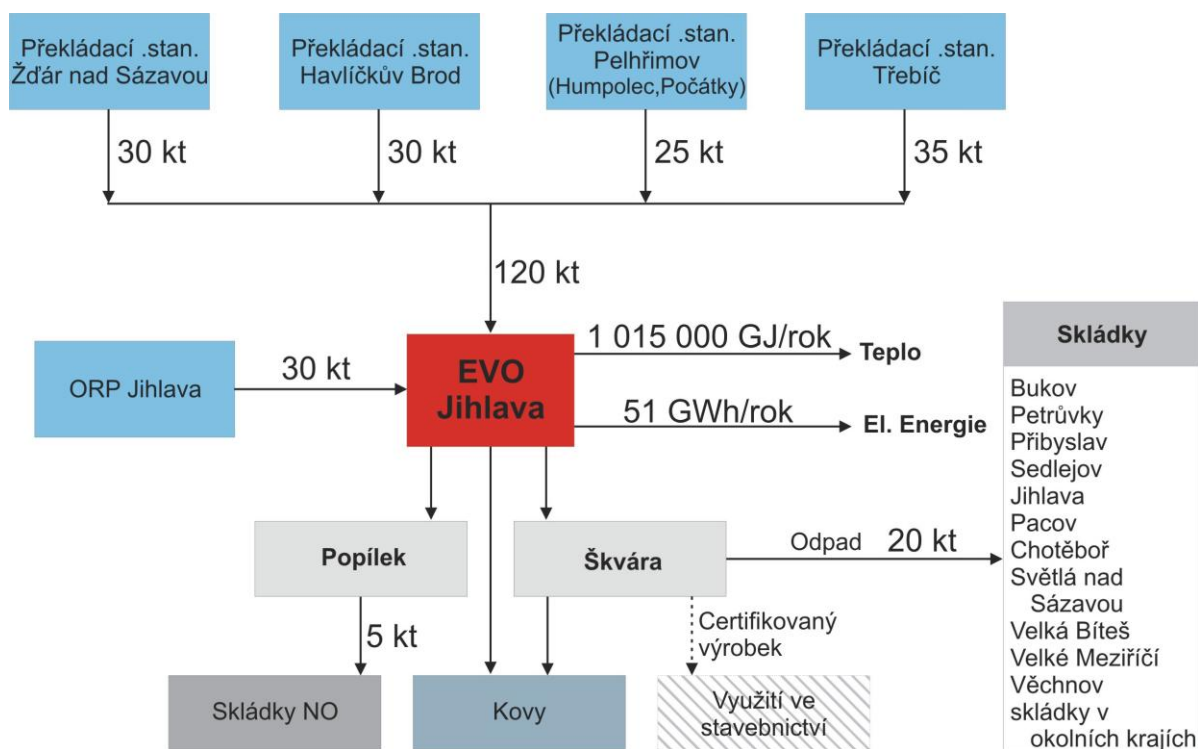 Překládací .stan.
Žďár nad Sázavou
Překládací .stan.
Havlíčkův Brod
Překládací .stan.
Pelhřimov
(Humpolec,Počátky)
Překládací .stan.
Třebíč
30 kt
30 kt
25 kt
35 kt
120 kt
ORP Jihlava
30 kt
EVO
Jihlava
1 015 000 GJ/rok
Teplo
51 GWh/rok
El. Energie
Popílek
Škvára
Odpad 20 kt
5 kt
Certifikovaný
výrobek
Skládky NO
Kovy
Využití ve
stavebnictví
Skládky
Bukov
Petrůvky
Přibyslav
Sedlejov
Jihlava
Pacov
Chotěboř
Světlá nad
Sázavou
Velká Bíteš
Velké Meziříčí
Věchnov
skládky v
okolních krajích